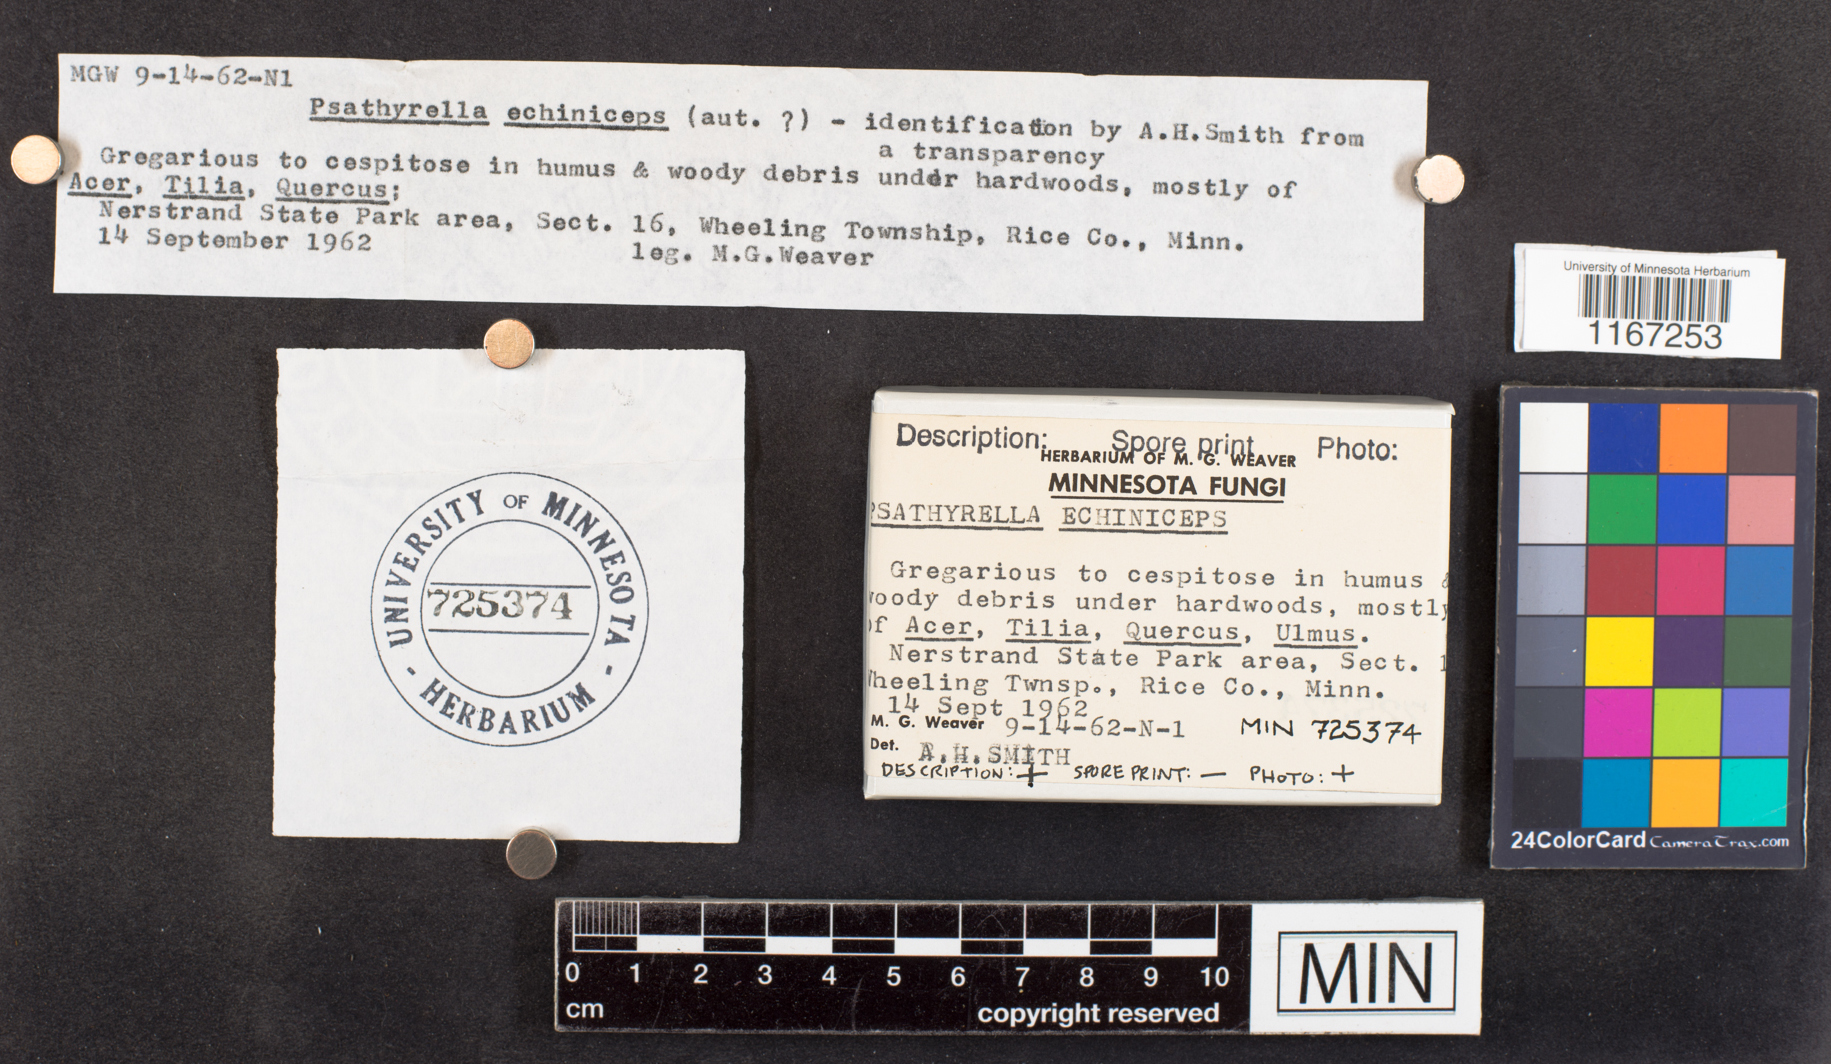 MGW 9-14-62-N1
Psathyrella echiniceps (aut. ?) - identification by A.H.Smith from
a transparency
Gregarious to cespitose in humus & woody debris under hardwoods, mostly of
Acer, Tilia, Quercus;
Nerstrand State Park area, Sect. 16, Wheeling Township, Rice Co., Minn.
14 September 1962 leg. M.G.Weaver
University of Minnesota Herbarium
1167253
UNIVERSITY OF MINNESOTA
725374
- HERBARIUM -
Description: Spore print Photo:
HERBARIUM OF M. G. WEAVER
MINNESOTA FUNGI
PSATHYRELLA ECHINICEPS
Gregarious to cespitose in humus &
woody debris under hardwoods, mostly
of Acer, Tilia, Quercus, Ulmus.
Nerstrand State Park area, Sect. 1
Wheeling Twnsp., Rice Co., Minn.
14 Sept 1962
M. G. Weaver 9-14-62-N-1 MIN 725374
Det. A.H.SMITH
DESCRIPTION: + SPORE PRINT: — PHOTO: +
24ColorCard CameraTrax.com
0 1 2 3 4 5 6 7 8 9 10
cm
copyright reserved
MIN